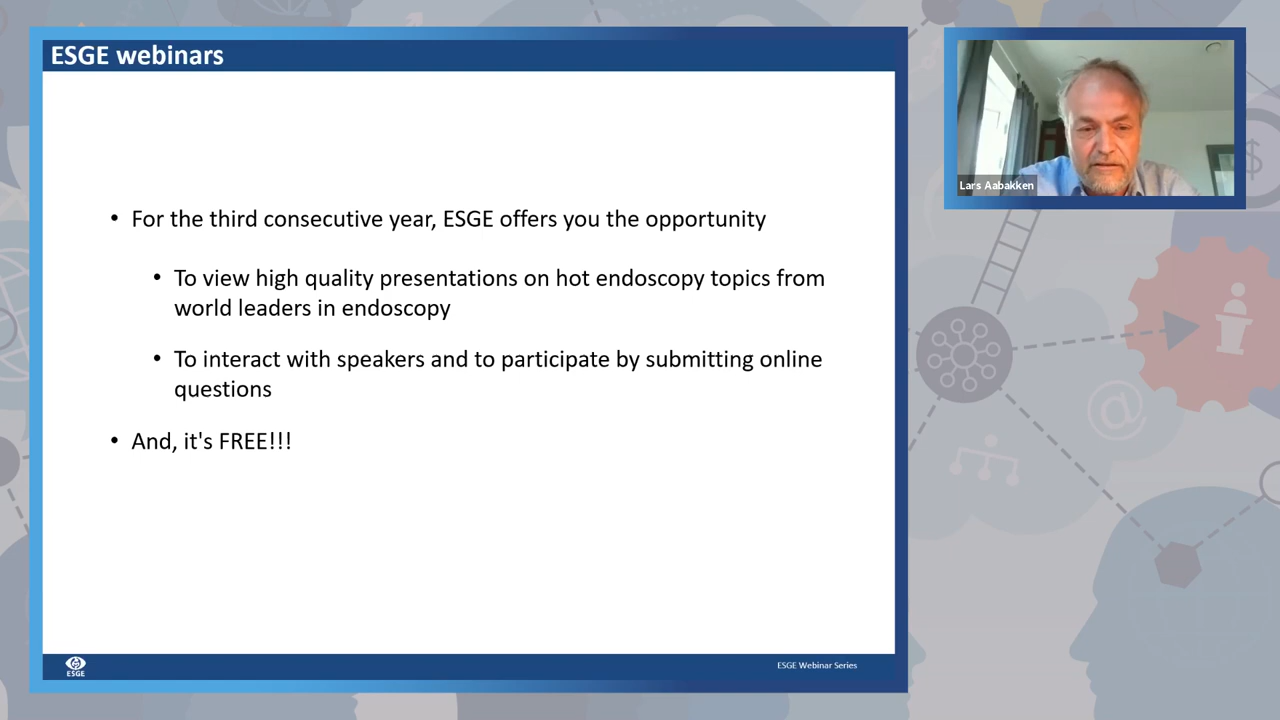 ESGE webinars
• For the third consecutive year, ESGE offers you the opportunity
• To view high quality presentations on hot endoscopy topics from
world leaders in endoscopy
• To interact with speakers and to participate by submitting online
questions
• And, it's FREE!!!
ESGE
ESGE Webinar Series
Lars Aabakken
$
@